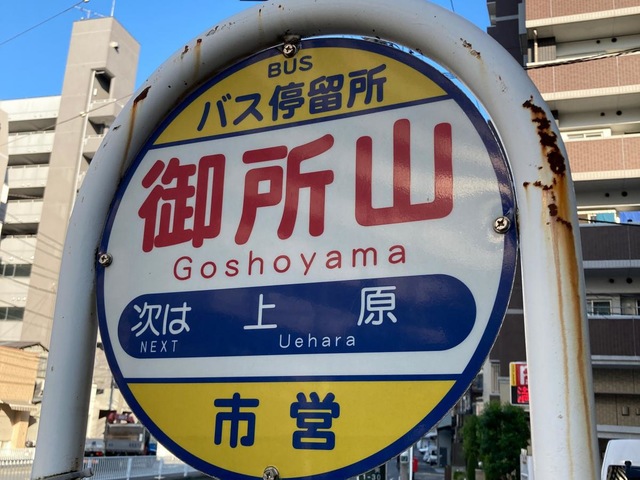 BUS
バス停留所
御所山
Goshoyama
次は 上原
NEXT Uehara
市営